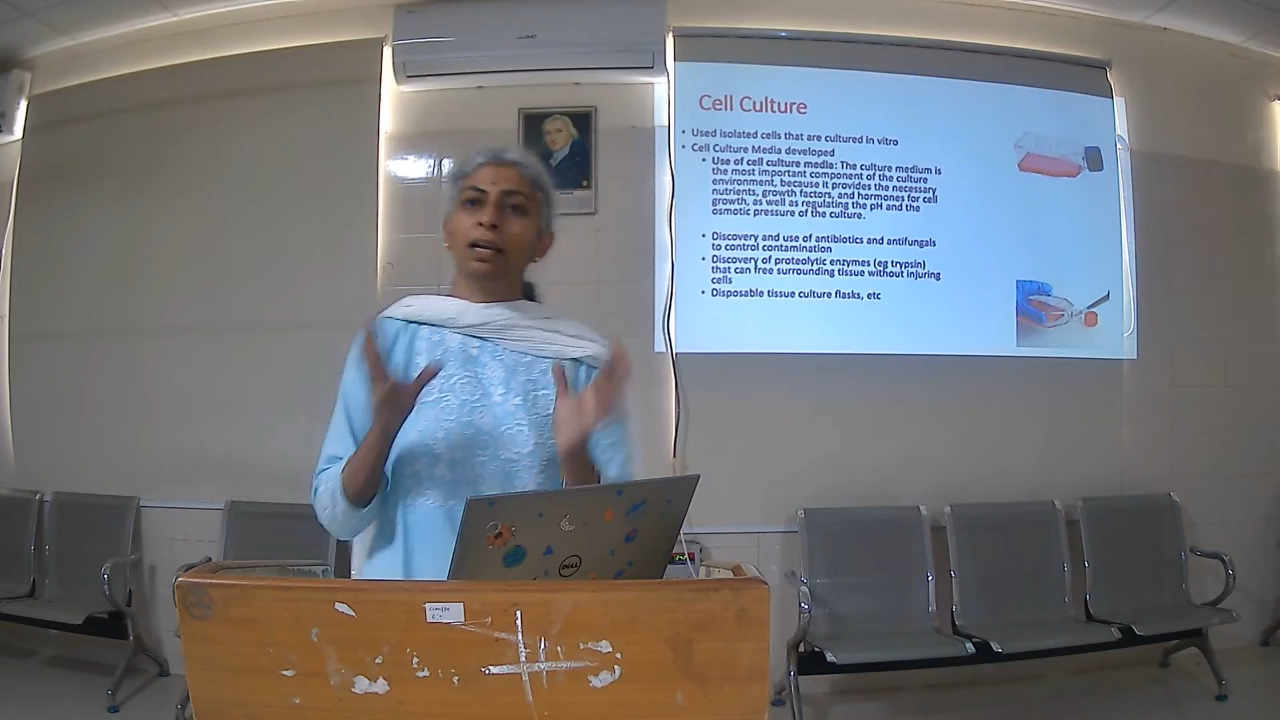 Cell Culture
• Used isolated cells that are cultured in vitro
• Cell Culture Media developed
• Use of cell culture media: The culture medium is
the most important component of the culture
environment, because it provides the necessary
nutrients, growth factors, and hormones for cell
growth, as well as regulating the pH and the
osmotic pressure of the culture.
• Discovery and use of antibiotics and antifungals
to control contamination
• Discovery of proteolytic enzymes (eg trypsin)
that can free surrounding tissue without injuring
cells
• Disposable tissue culture flasks, etc
DELL